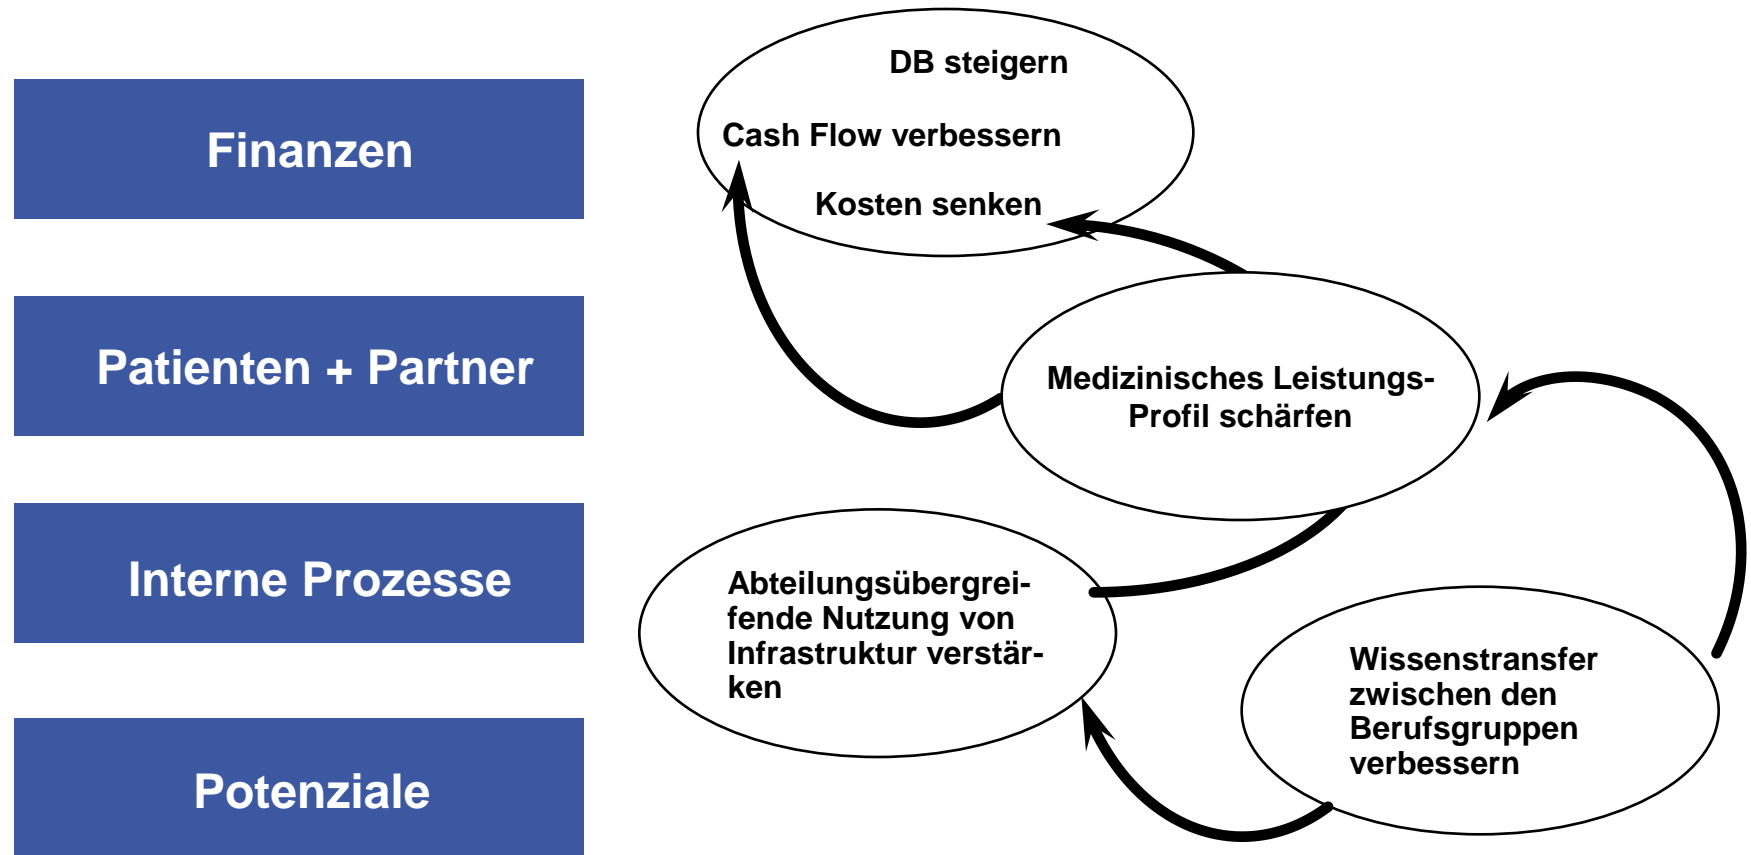 DB steigern
Finanzen
Cash Flow verbessern
Kosten senken
Patienten + Partner
Medizinisches Leistungs-
Profil schärfen
Interne Prozesse
Abteilungsübergrei-
fende Nutzung von
Infrastruktur verstär-
ken
Wissenstransfer
zwischen den
Berufsgruppen
verbessern
Potenziale